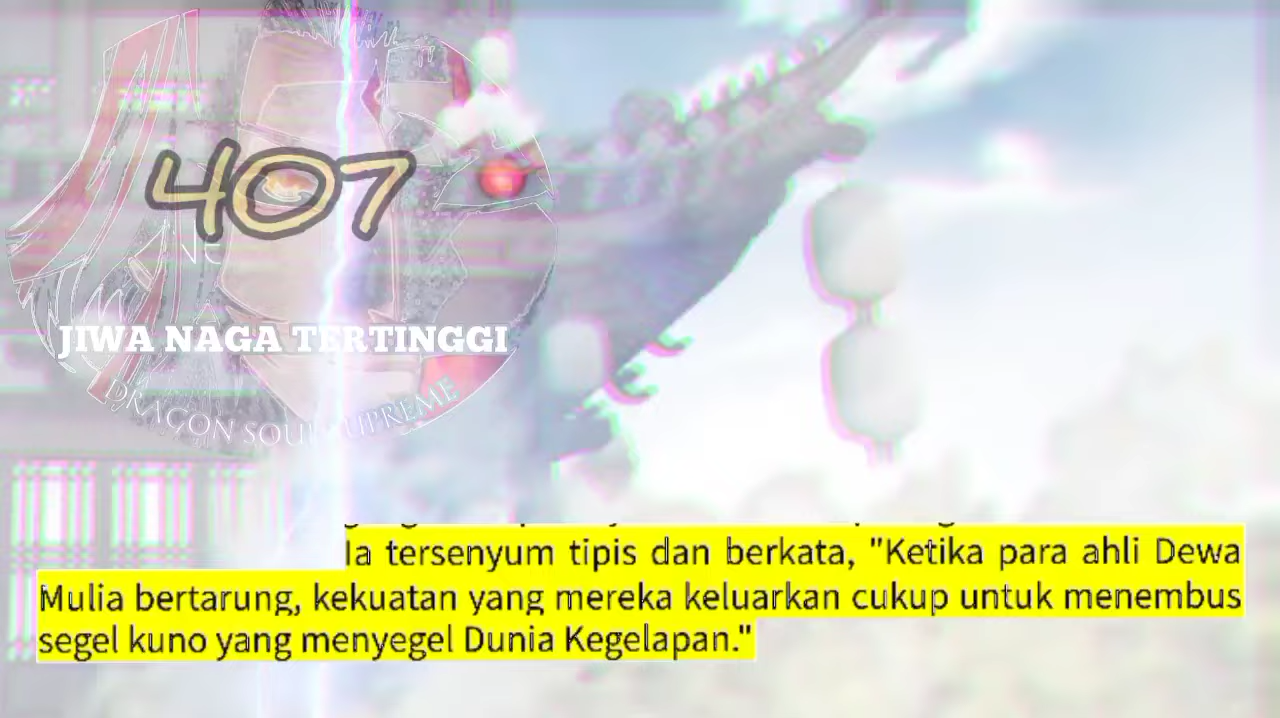 407
NE
JIWA NAGA TERTINGGI
DRAGON SOUL SUPREME
Ia tersenyum tipis dan berkata, "Ketika para ahli Dewa
Mulia bertarung, kekuatan yang mereka keluarkan cukup untuk menembus
segel kuno yang menyegel Dunia Kegelapan."